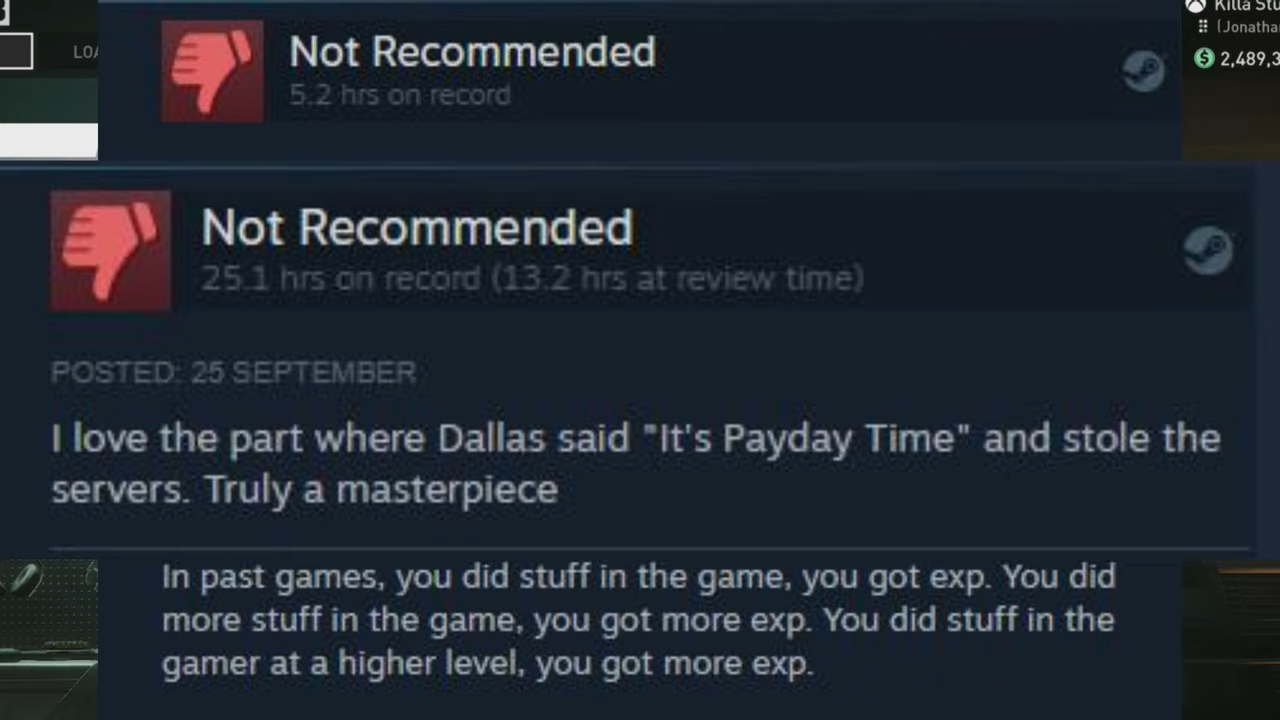 Killa Stu
(Jonatha
2,489,3
LOA
Not Recommended
5.2 hrs on record
Not Recommended
25.1 hrs on record (13.2 hrs at review time)
POSTED: 25 SEPTEMBER
I love the part where Dallas said "It's Payday Time" and stole the
servers. Truly a masterpiece
In past games, you did stuff in the game, you got exp. You did
more stuff in the game, you got more exp. You did stuff in the
gamer at a higher level, you got more exp.